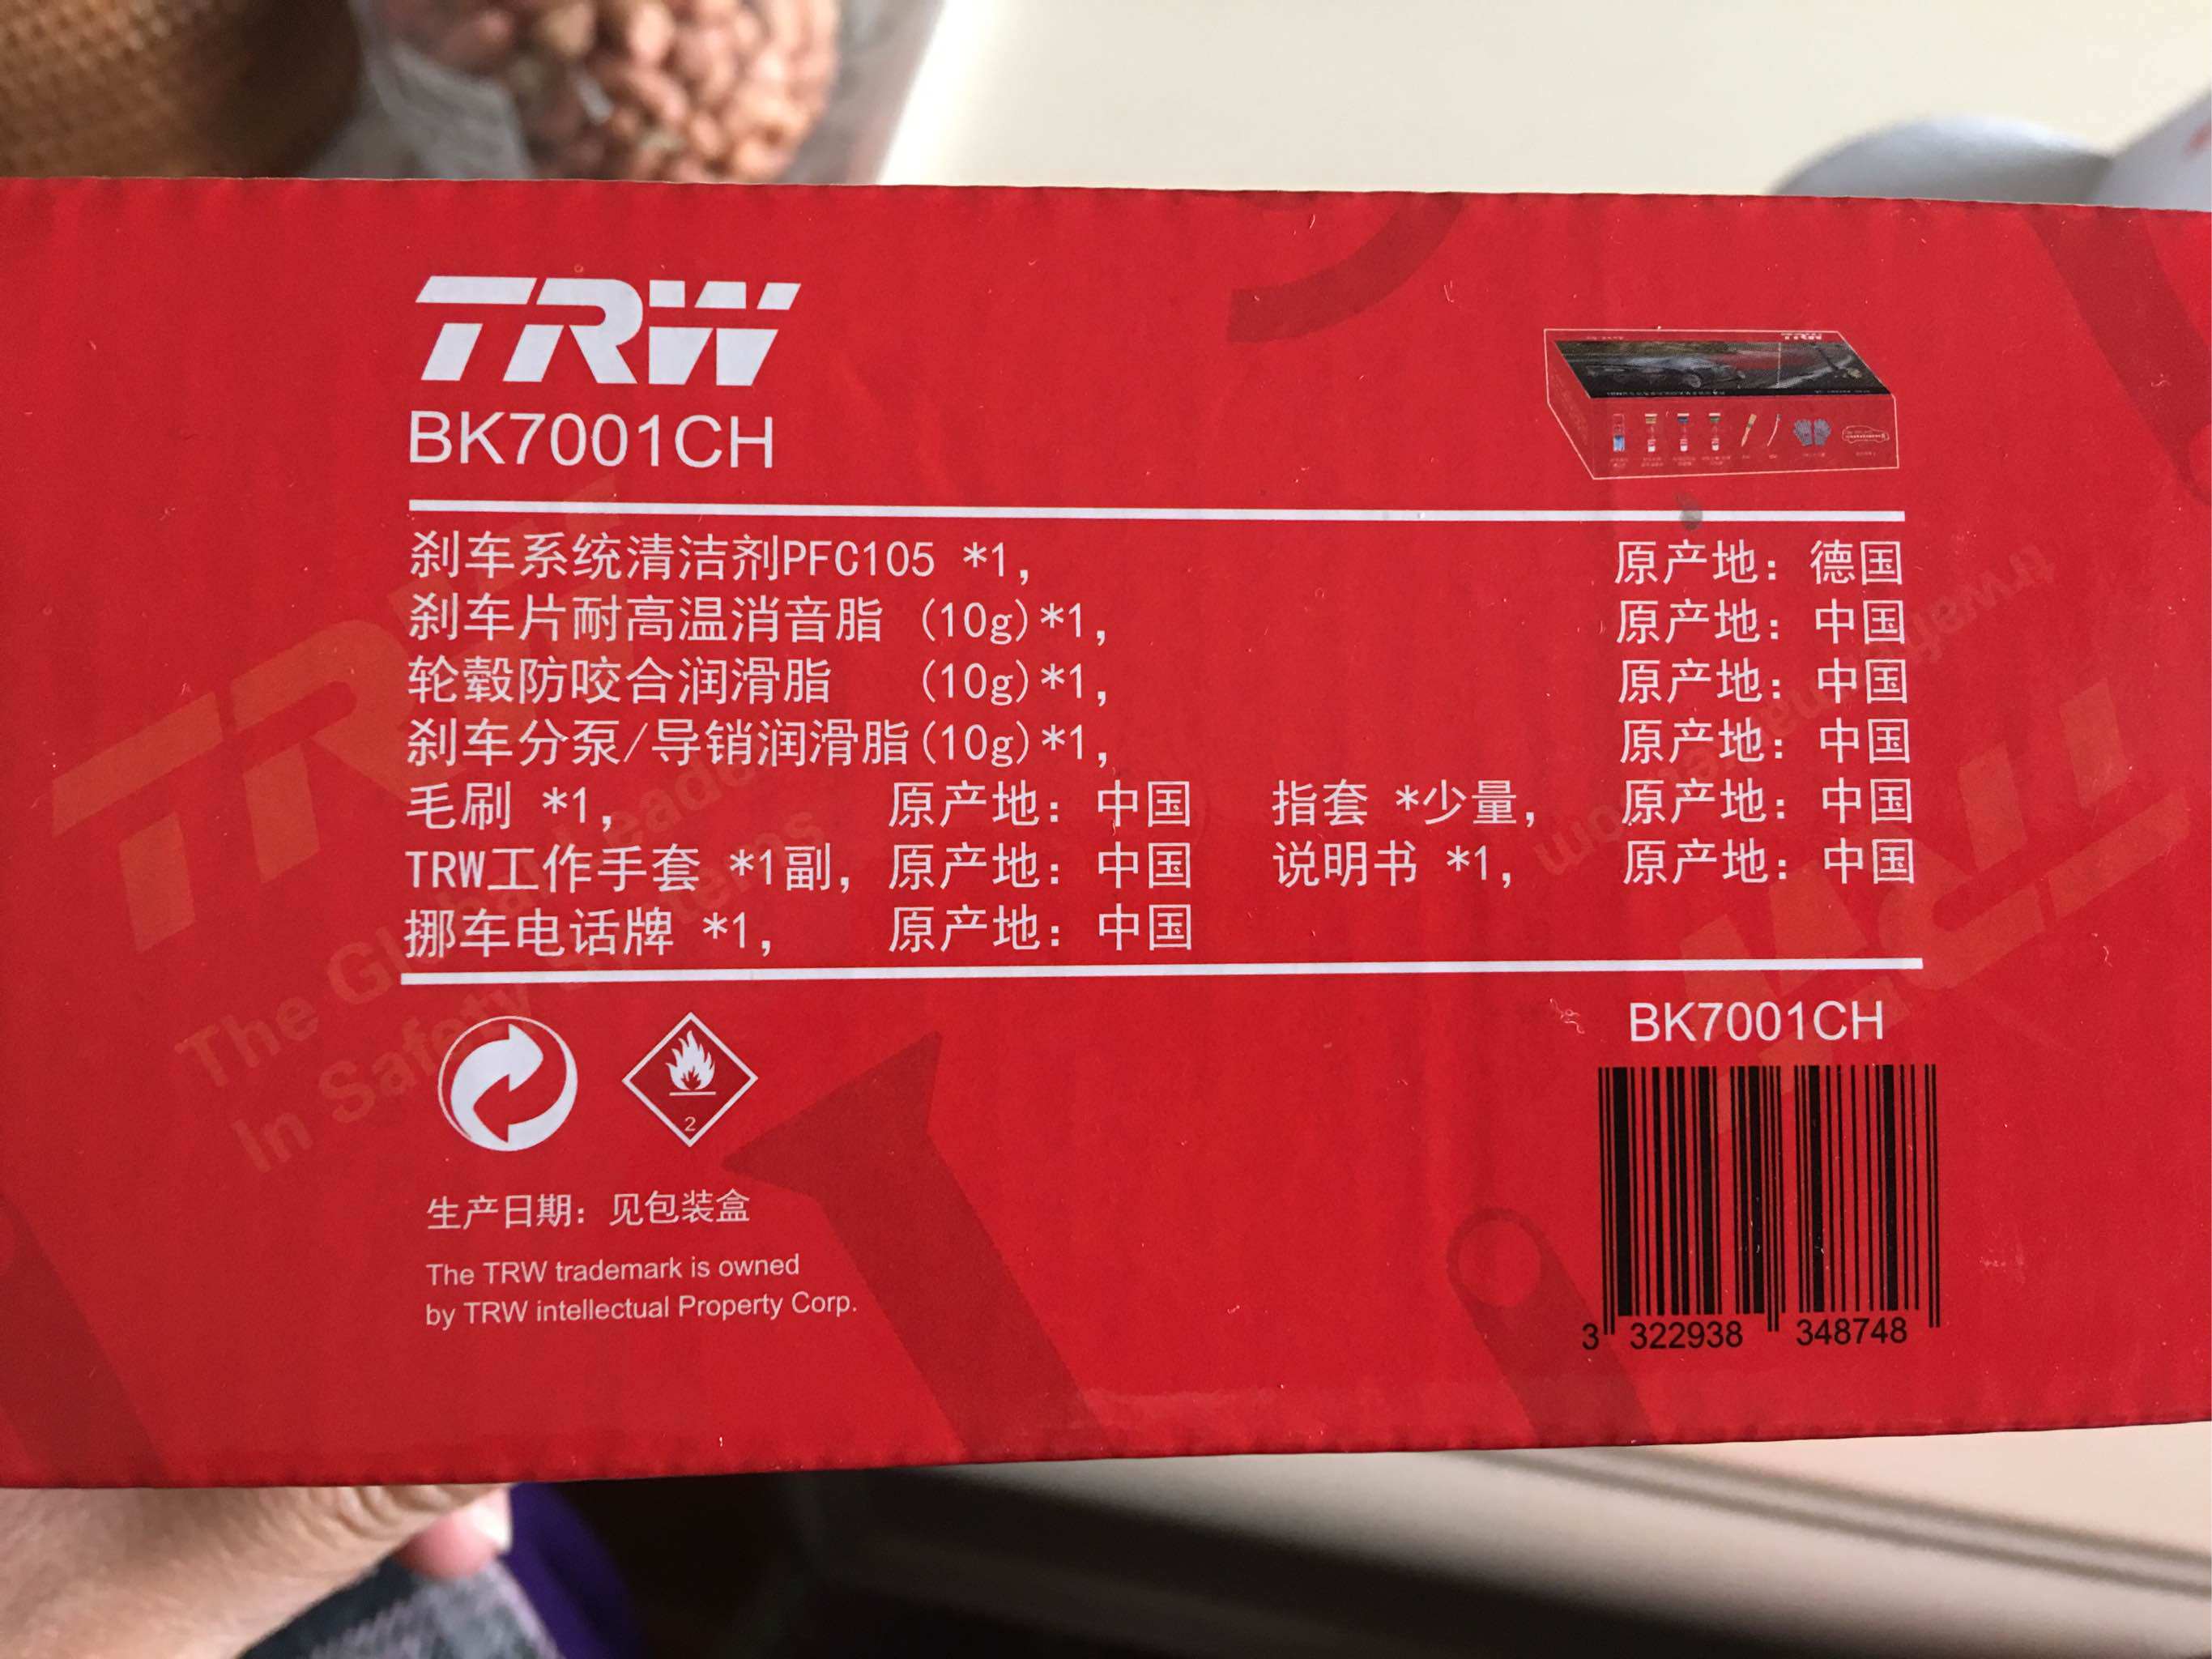 TRW
BK7001CH
刹车系统清洁剂PFC105 *1, 原产地：德国
刹车片耐高温消音脂 (10g)*1, 原产地：中国
轮毂防咬合润滑脂 (10g)*1, 原产地：中国
刹车分泵/导销润滑脂(10g)*1, 原产地：中国
毛刷 *1, 原产地：中国 指套 *少量, 原产地：中国
TRW工作手套 *1副, 原产地：中国 说明书 *1, 原产地：中国
挪车电话牌 *1, 原产地：中国
BK7001CH
2
生产日期：见包装盒
The TRW trademark is owned
by TRW intellectual Property Corp.
3 322938 348748
TRW
The Global Leader
In Safety Systems